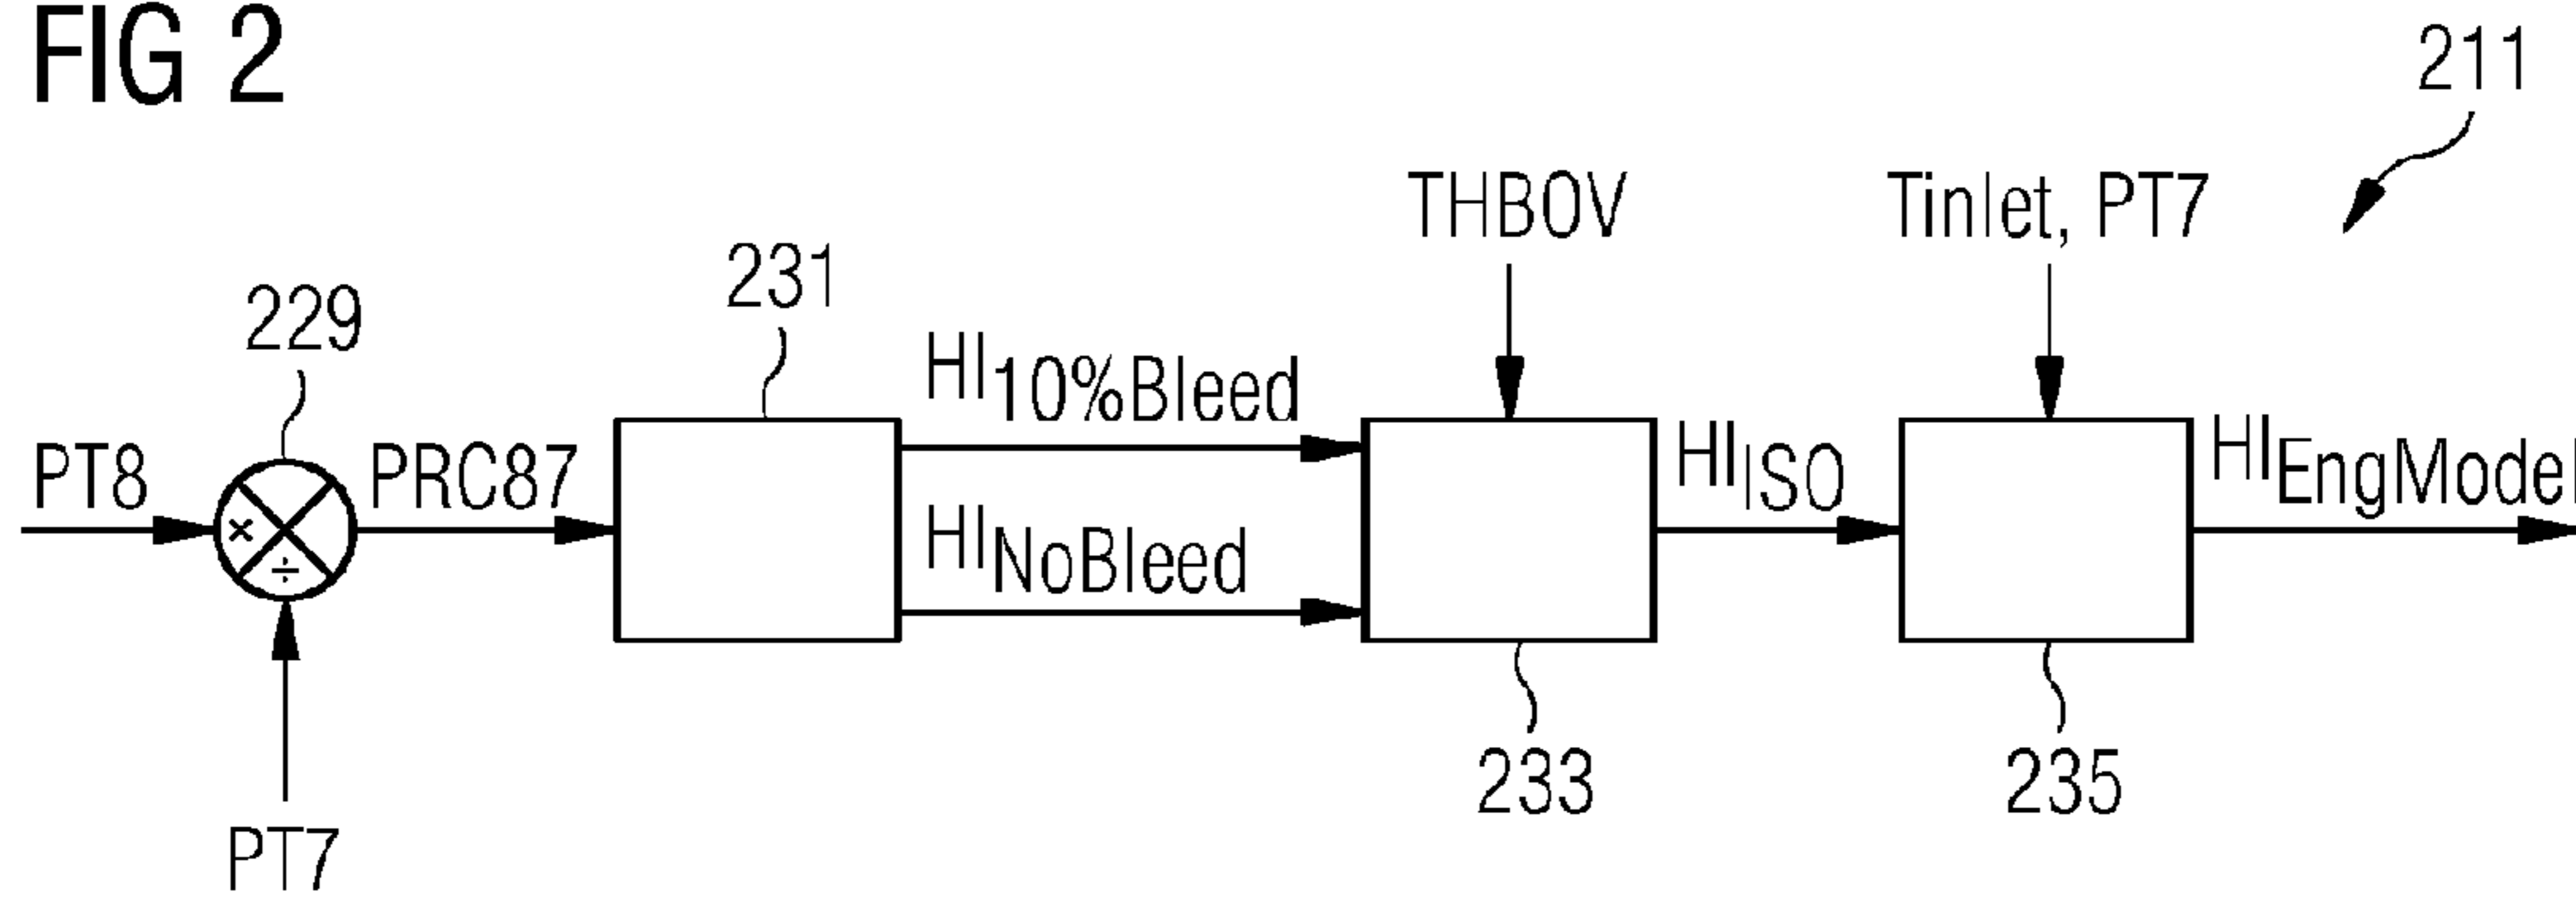 FIG 2
211
THBOV
Tinlet, PT7
231
229
HI10%Bleed
PT8
×
÷
PRC87
HINoBleed
HIISO
HIEngModel
233
235
PT7